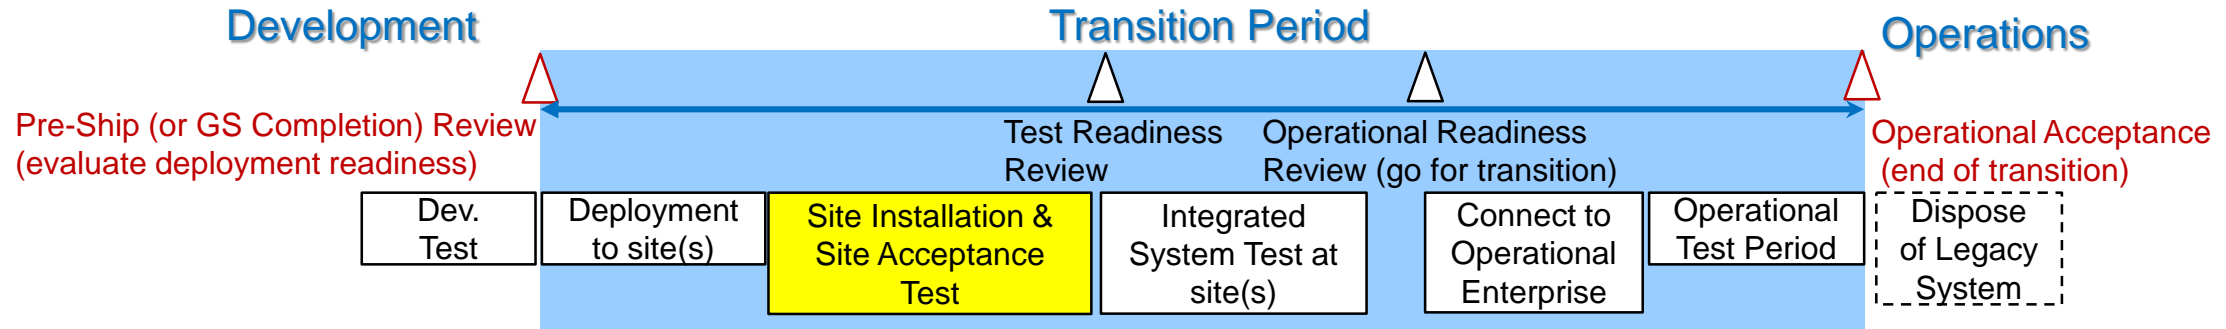 Development
Transition Period
Operations
Pre-Ship (or GS Completion) Review
(evaluate deployment readiness)
Test Readiness
Review
Operational Readiness
Review (go for transition)
Operational Acceptance
(end of transition)
Dev.
Test
Deployment
to site(s)
Site Installation &
Site Acceptance
Test
Integrated
System Test at
site(s)
Connect to
Operational
Enterprise
Operational
Test Period
Dispose
of Legacy
System